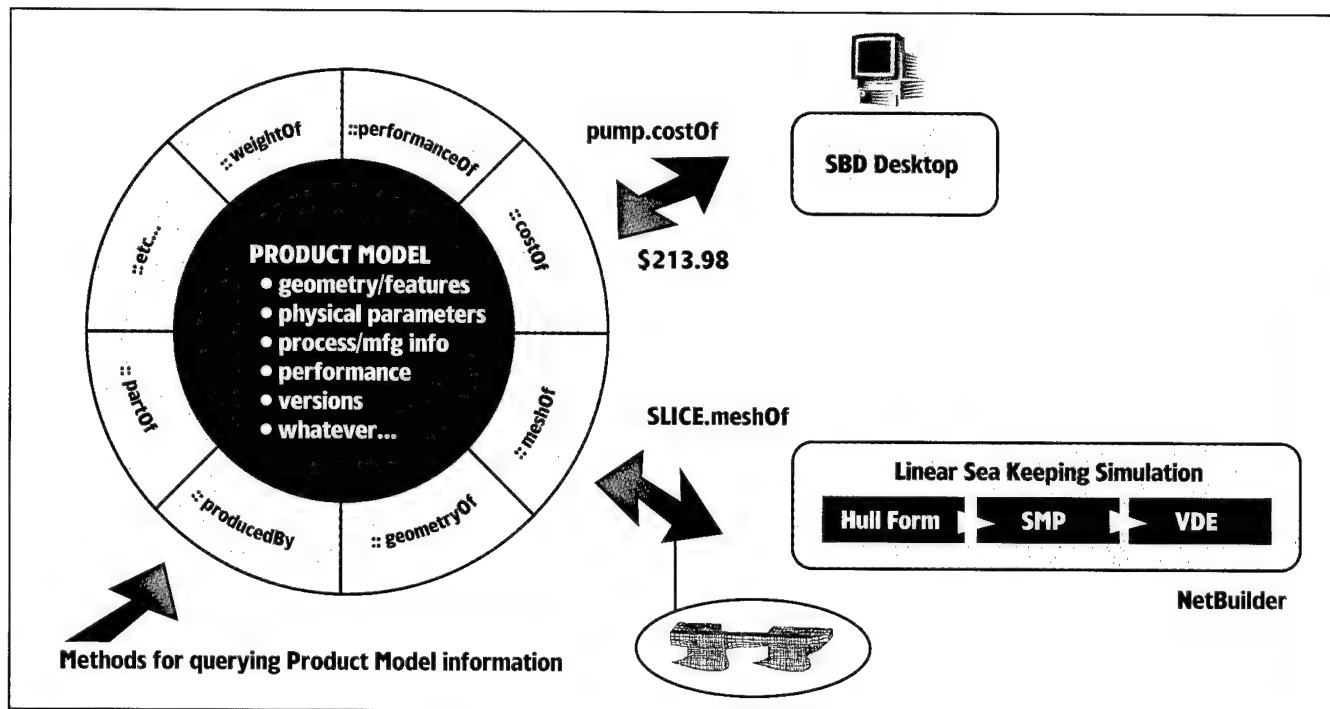 ::weightOf
::performanceOf
::costOf
::meshOf
:: geometryOf
:: producedBy
:: partOf
::etc...
PRODUCT MODEL
• geometry/features
• physical parameters
• process/mfg info
• performance
• versions
• whatever...
Methods for querying Product Model information
pump.costOf
$213.98
SBD Desktop
SLICE.meshOf
Linear Sea Keeping Simulation
Hull Form
SMP
VDE
NetBuilder